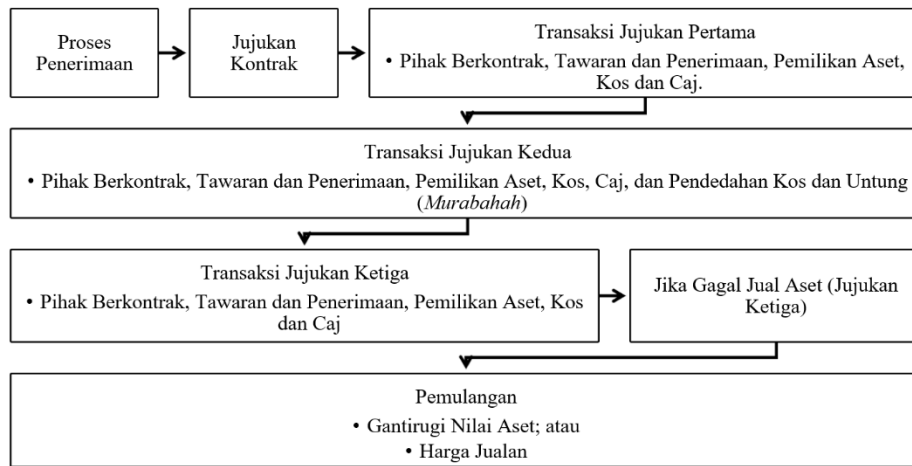 Proses
Penerimaan
Jujukan
Kontrak
Transaksi Jujukan Pertama
• Pihak Berkontrak, Tawaran dan Penerimaan, Pemilikan Aset,
Kos dan Caj.
Transaksi Jujukan Kedua
• Pihak Berkontrak, Tawaran dan Penerimaan, Pemilikan Aset, Kos, Caj, dan Pendedahan Kos dan Untung
(Murabahah)
Transaksi Jujukan Ketiga
• Pihak Berkontrak, Tawaran dan Penerimaan, Pemilikan Aset, Kos
dan Caj
Jika Gagal Jual Aset (Jujukan
Ketiga)
Pemulangan
• Gantirugi Nilai Aset; atau
• Harga Jualan